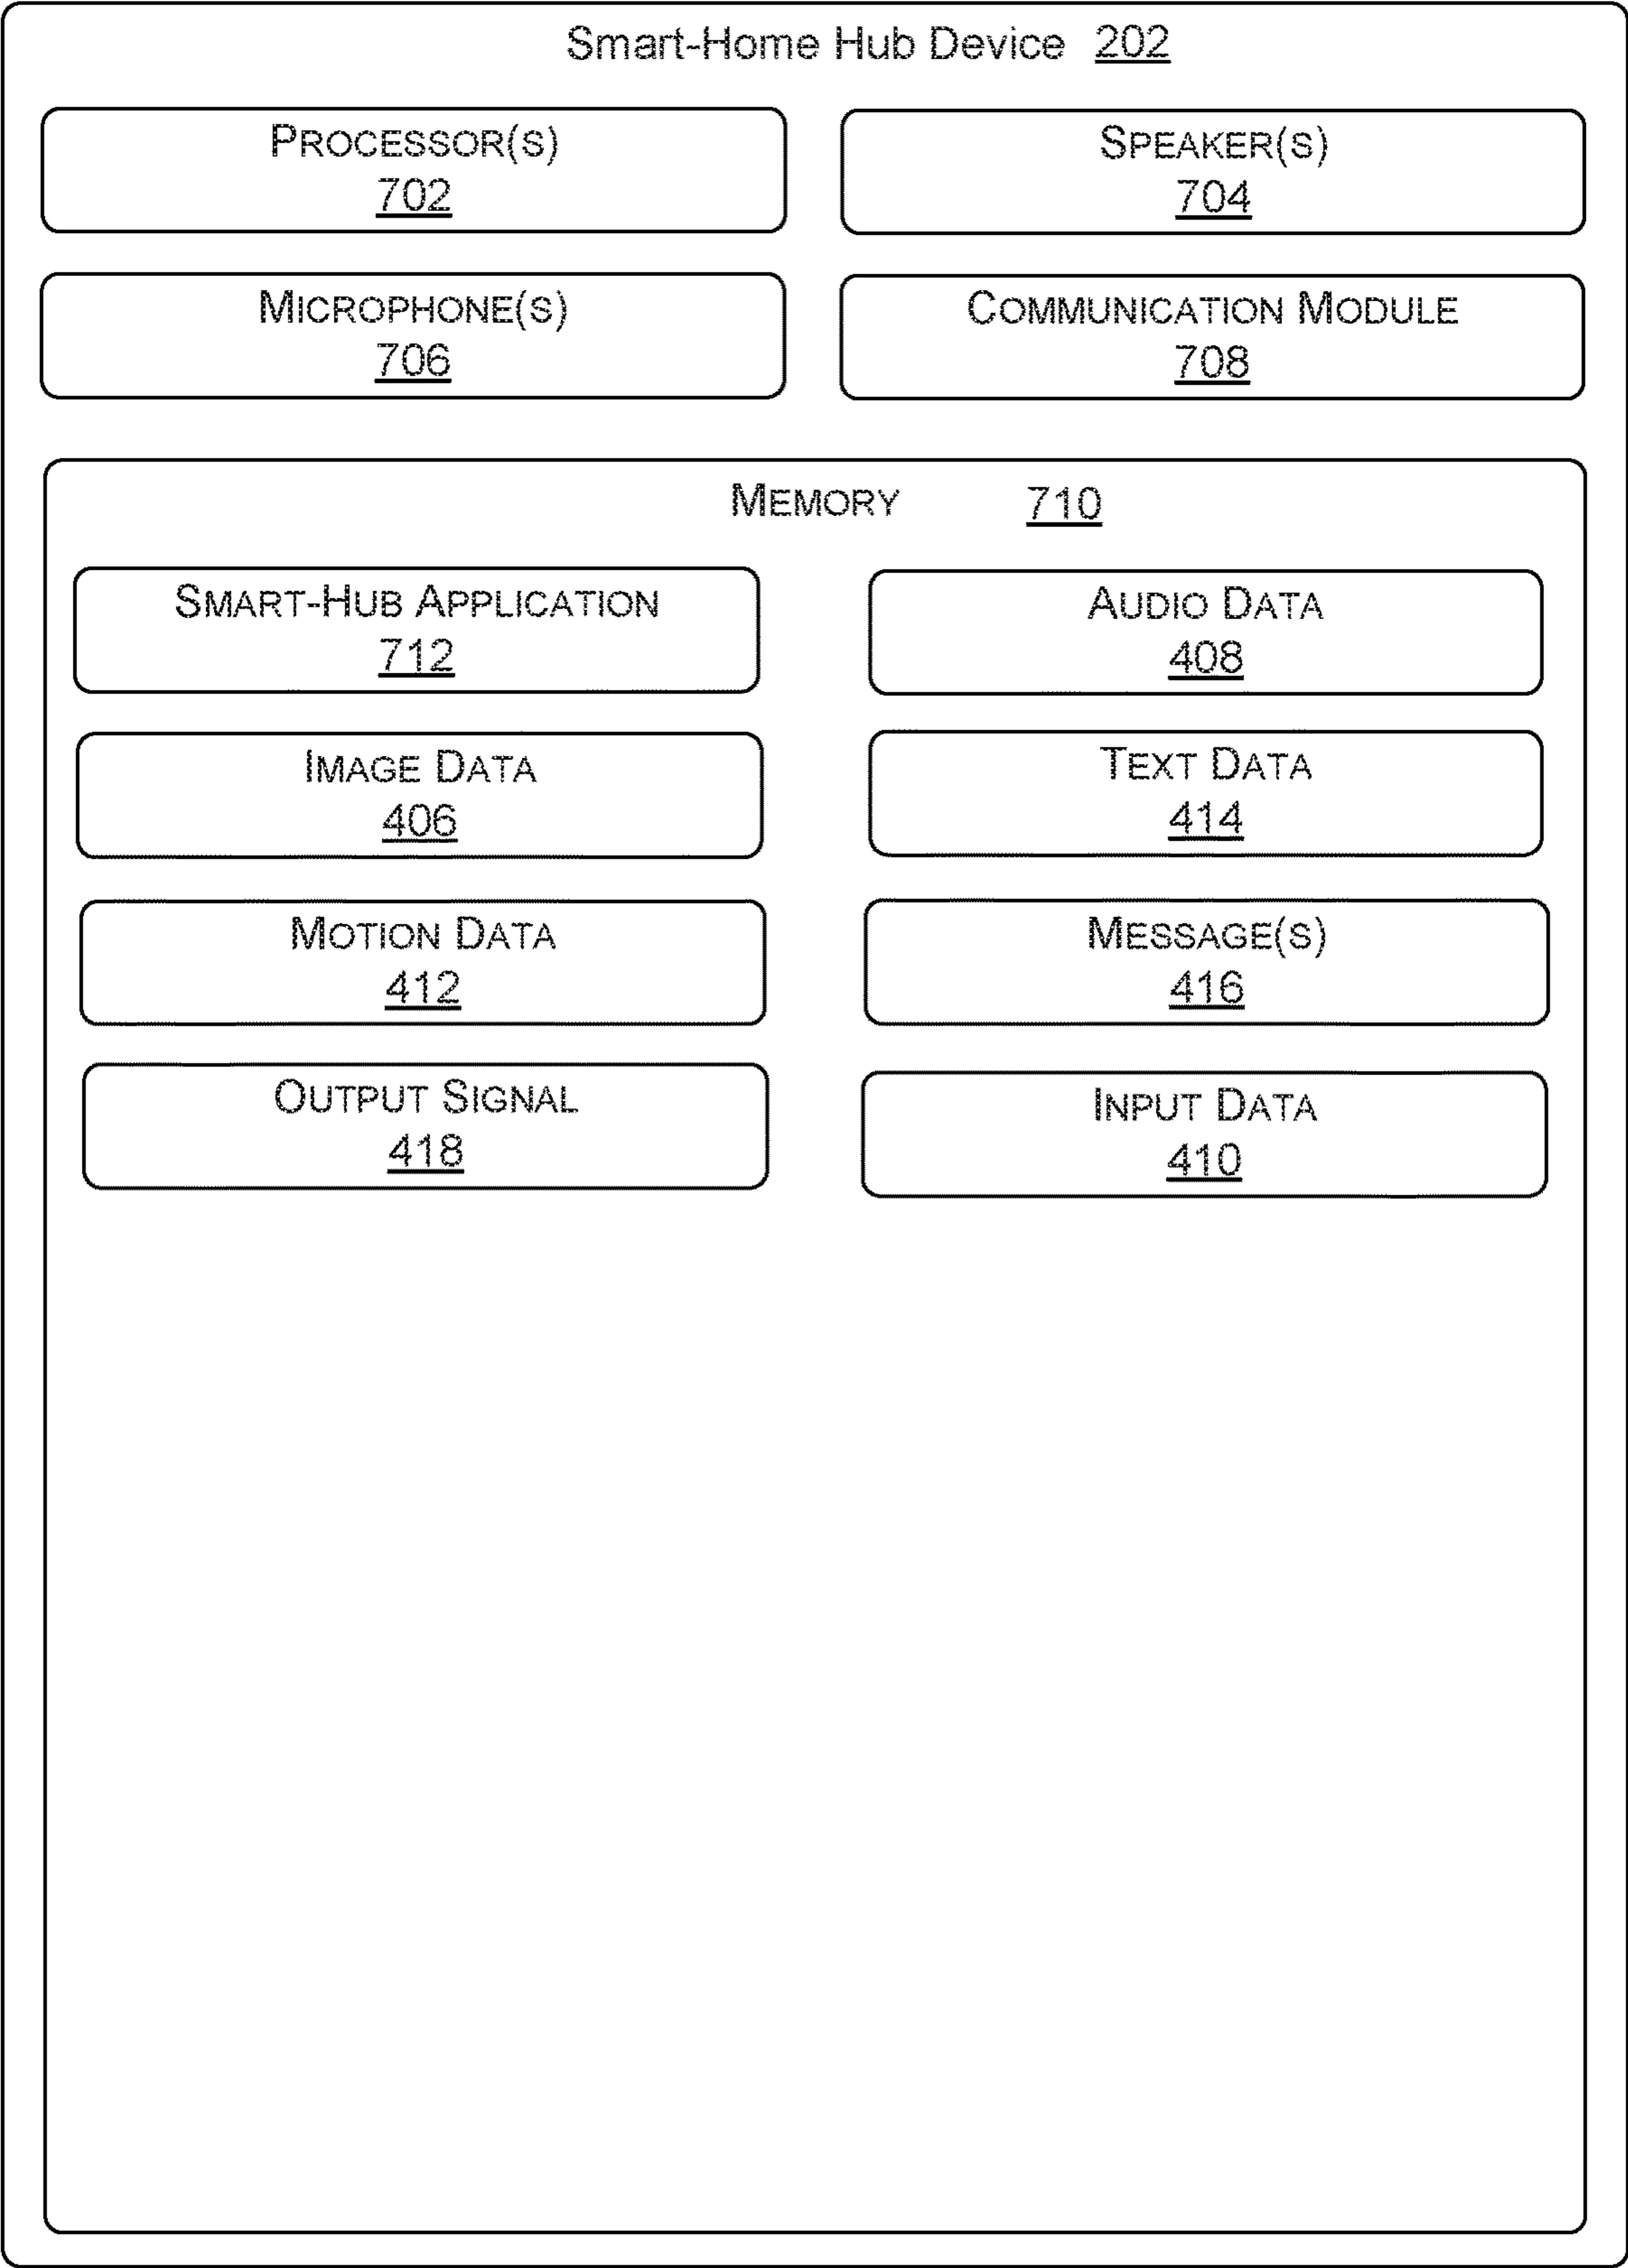 Smart-Home Hub Device 202
PROCESSOR(S)
702
SPEAKER(S)
704
MICROPHONE(S)
706
COMMUNICATION MODULE
708
MEMORY 710
SMART-HUB APPLICATION
712
AUDIO DATA
408
IMAGE DATA
406
TEXT DATA
414
MOTION DATA
412
MESSAGE(S)
416
OUTPUT SIGNAL
418
INPUT DATA
410